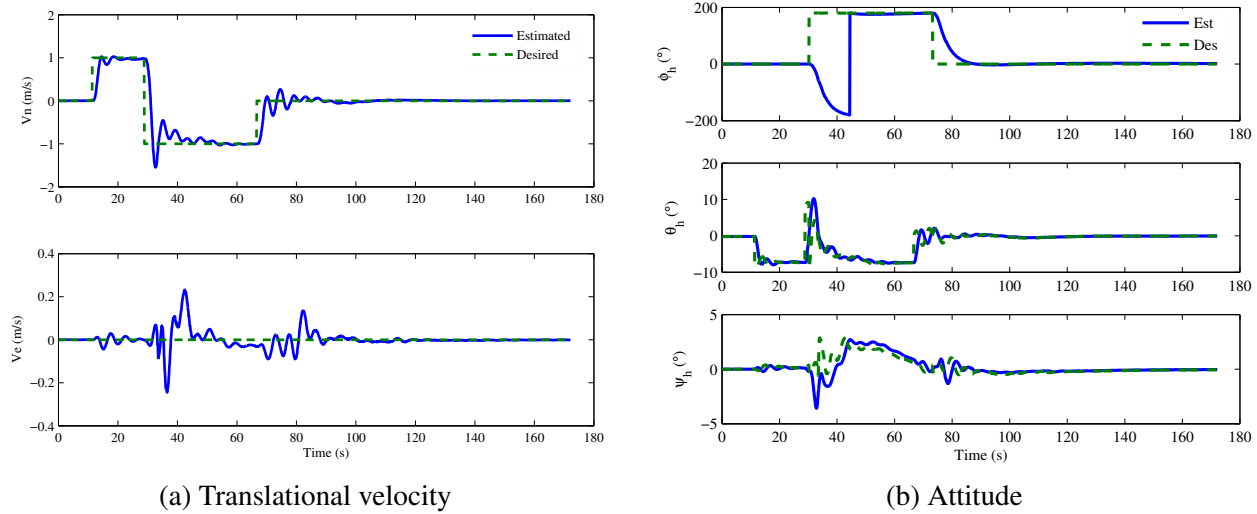 2
1
0
−1
−2
Vn (m/s)
Estimated
Desired
0 20 40 60 80 100 120 140 160 180
Time (s)
0.4
0.2
0
−0.2
−0.4
Ve (m/s)
0 20 40 60 80 100 120 140 160 180
Time (s)
(a) Translational velocity
200
0
−200
ϕ_h (°)
Est
Des
0 20 40 60 80 100 120 140 160 180
20
10
0
−10
θ_h (°)
0 20 40 60 80 100 120 140 160 180
5
0
−5
ψ_h (°)
0 20 40 60 80 100 120 140 160 180
Time (s)
(b) Attitude